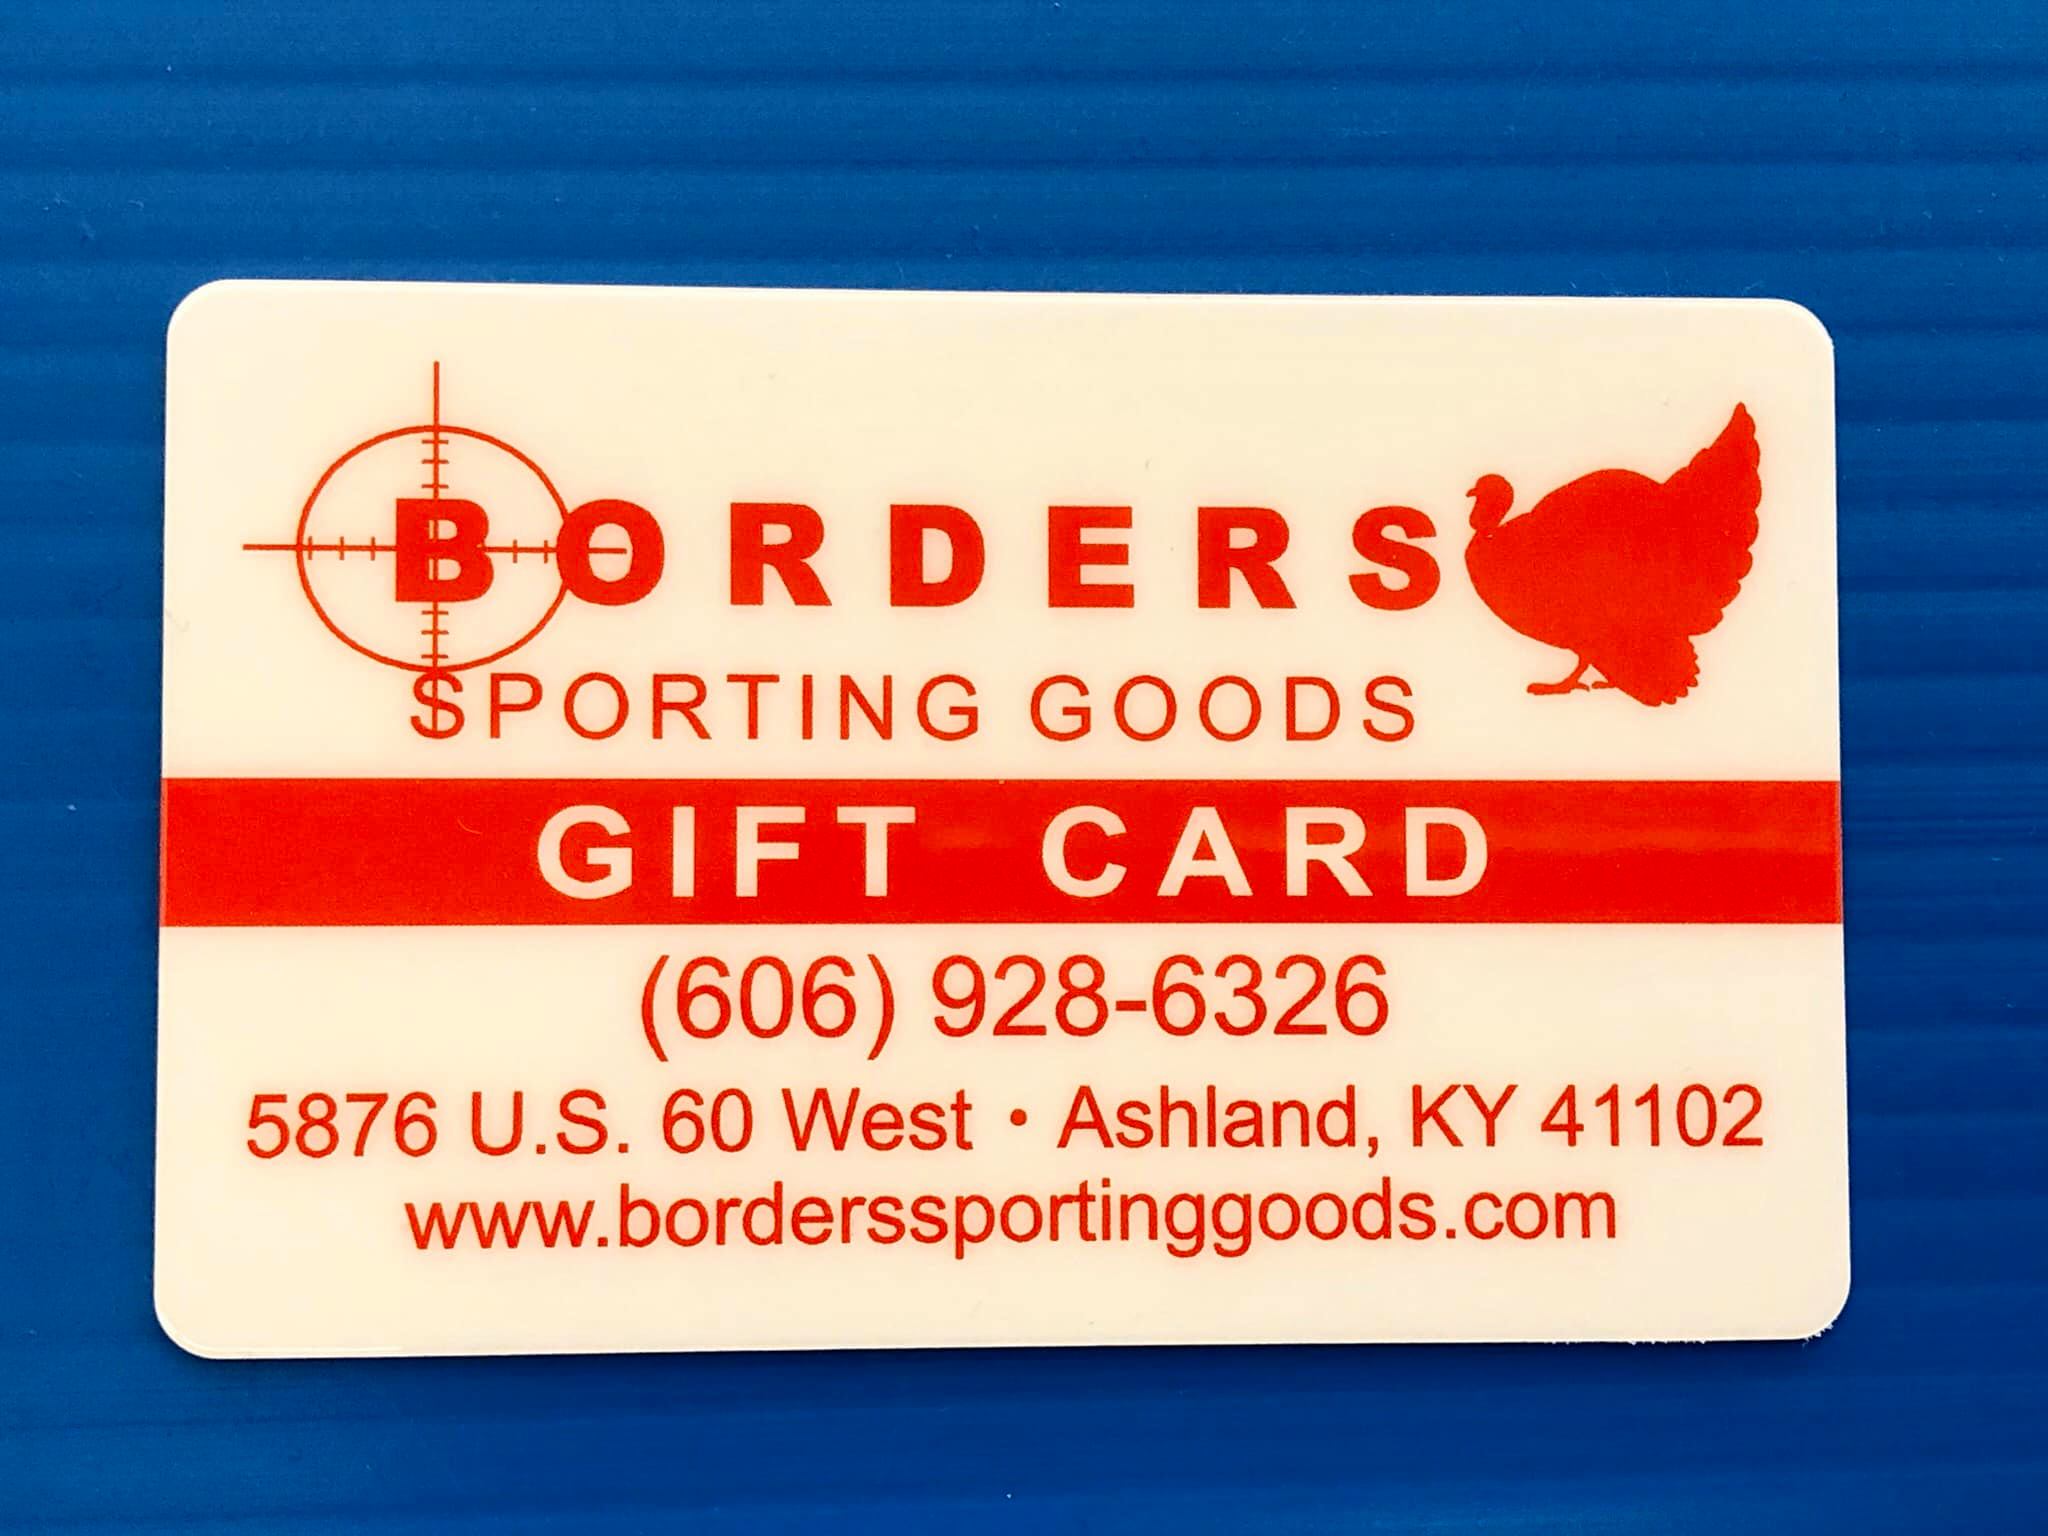 BORDERS
SPORTING GOODS
GIFT CARD
(606) 928-6326
5876 U.S. 60 West • Ashland, KY 41102
www.borderssportinggoods.com